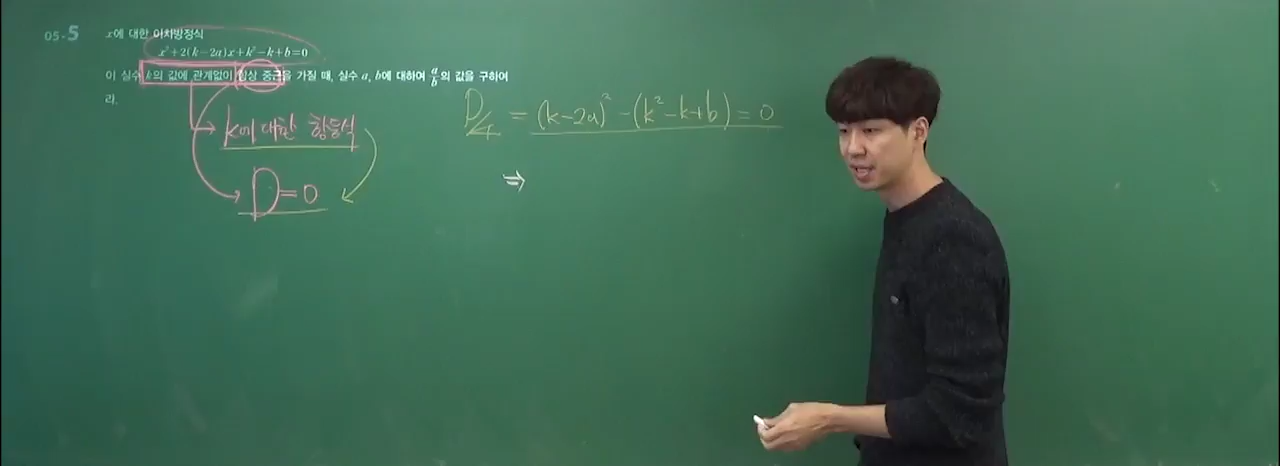 05-5 x에 대한 이차방정식
x²+2(k-2a)x+k²-k+b=0
이 실수 k의 값에 관계없이 항상 중근을 가질 때, 실수 a, b에 대하여 a/b의 값을 구하여
라.
k에 대한 항등식
D=0
D/4 = (k-2a)² - (k²-k+b) = 0
⇒